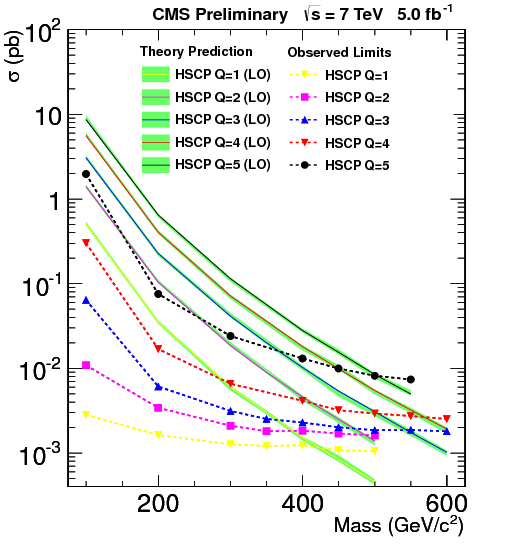 CMS Preliminary √s = 7 TeV 5.0 fb⁻¹
σ (pb)
10²
10
1
10⁻¹
10⁻²
10⁻³
Theory Prediction
HSCP Q=1 (LO)
HSCP Q=2 (LO)
HSCP Q=3 (LO)
HSCP Q=4 (LO)
HSCP Q=5 (LO)
Observed Limits
HSCP Q=1
HSCP Q=2
HSCP Q=3
HSCP Q=4
HSCP Q=5
200 400 600
Mass (GeV/c²)